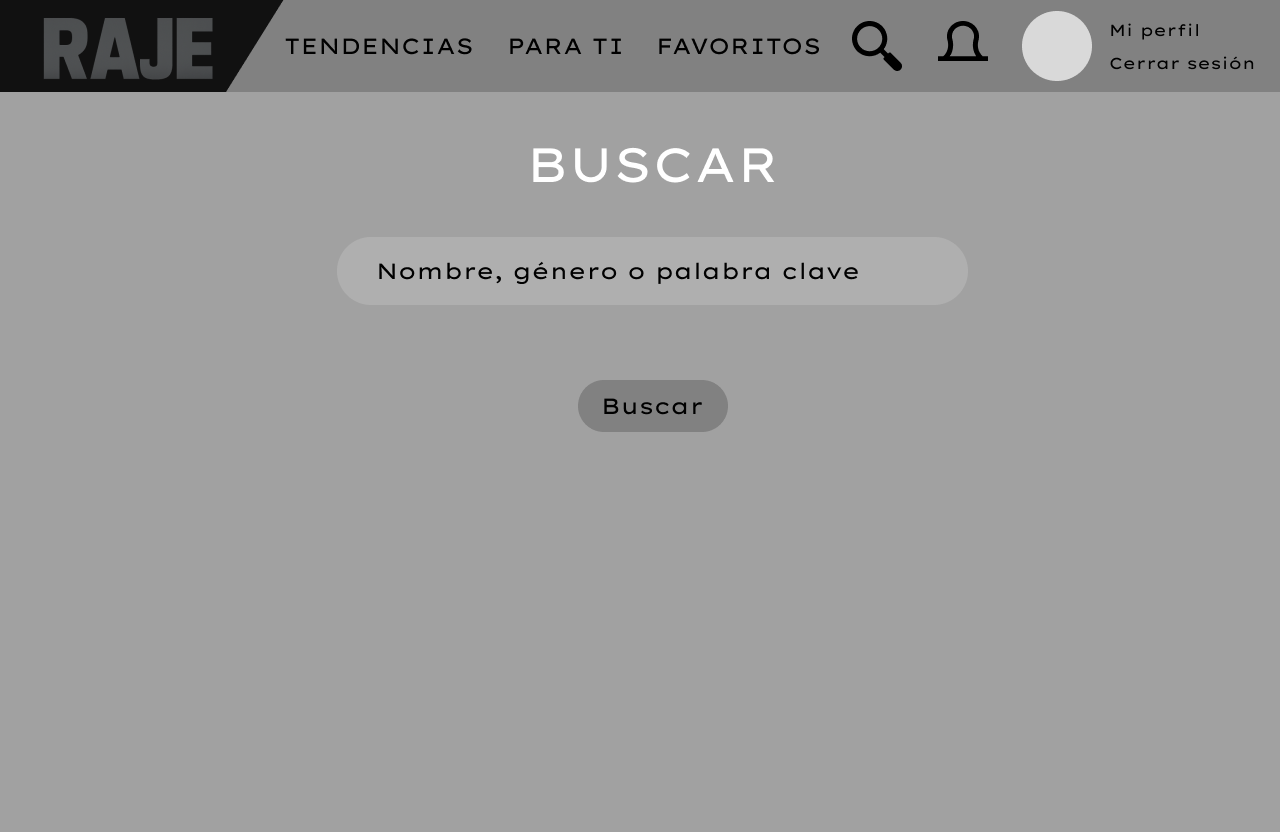 RAJE
TENDENCIAS
PARA TI
FAVORITOS
Mi perfil
Cerrar sesión
BUSCAR
Nombre, género o palabra clave
Buscar